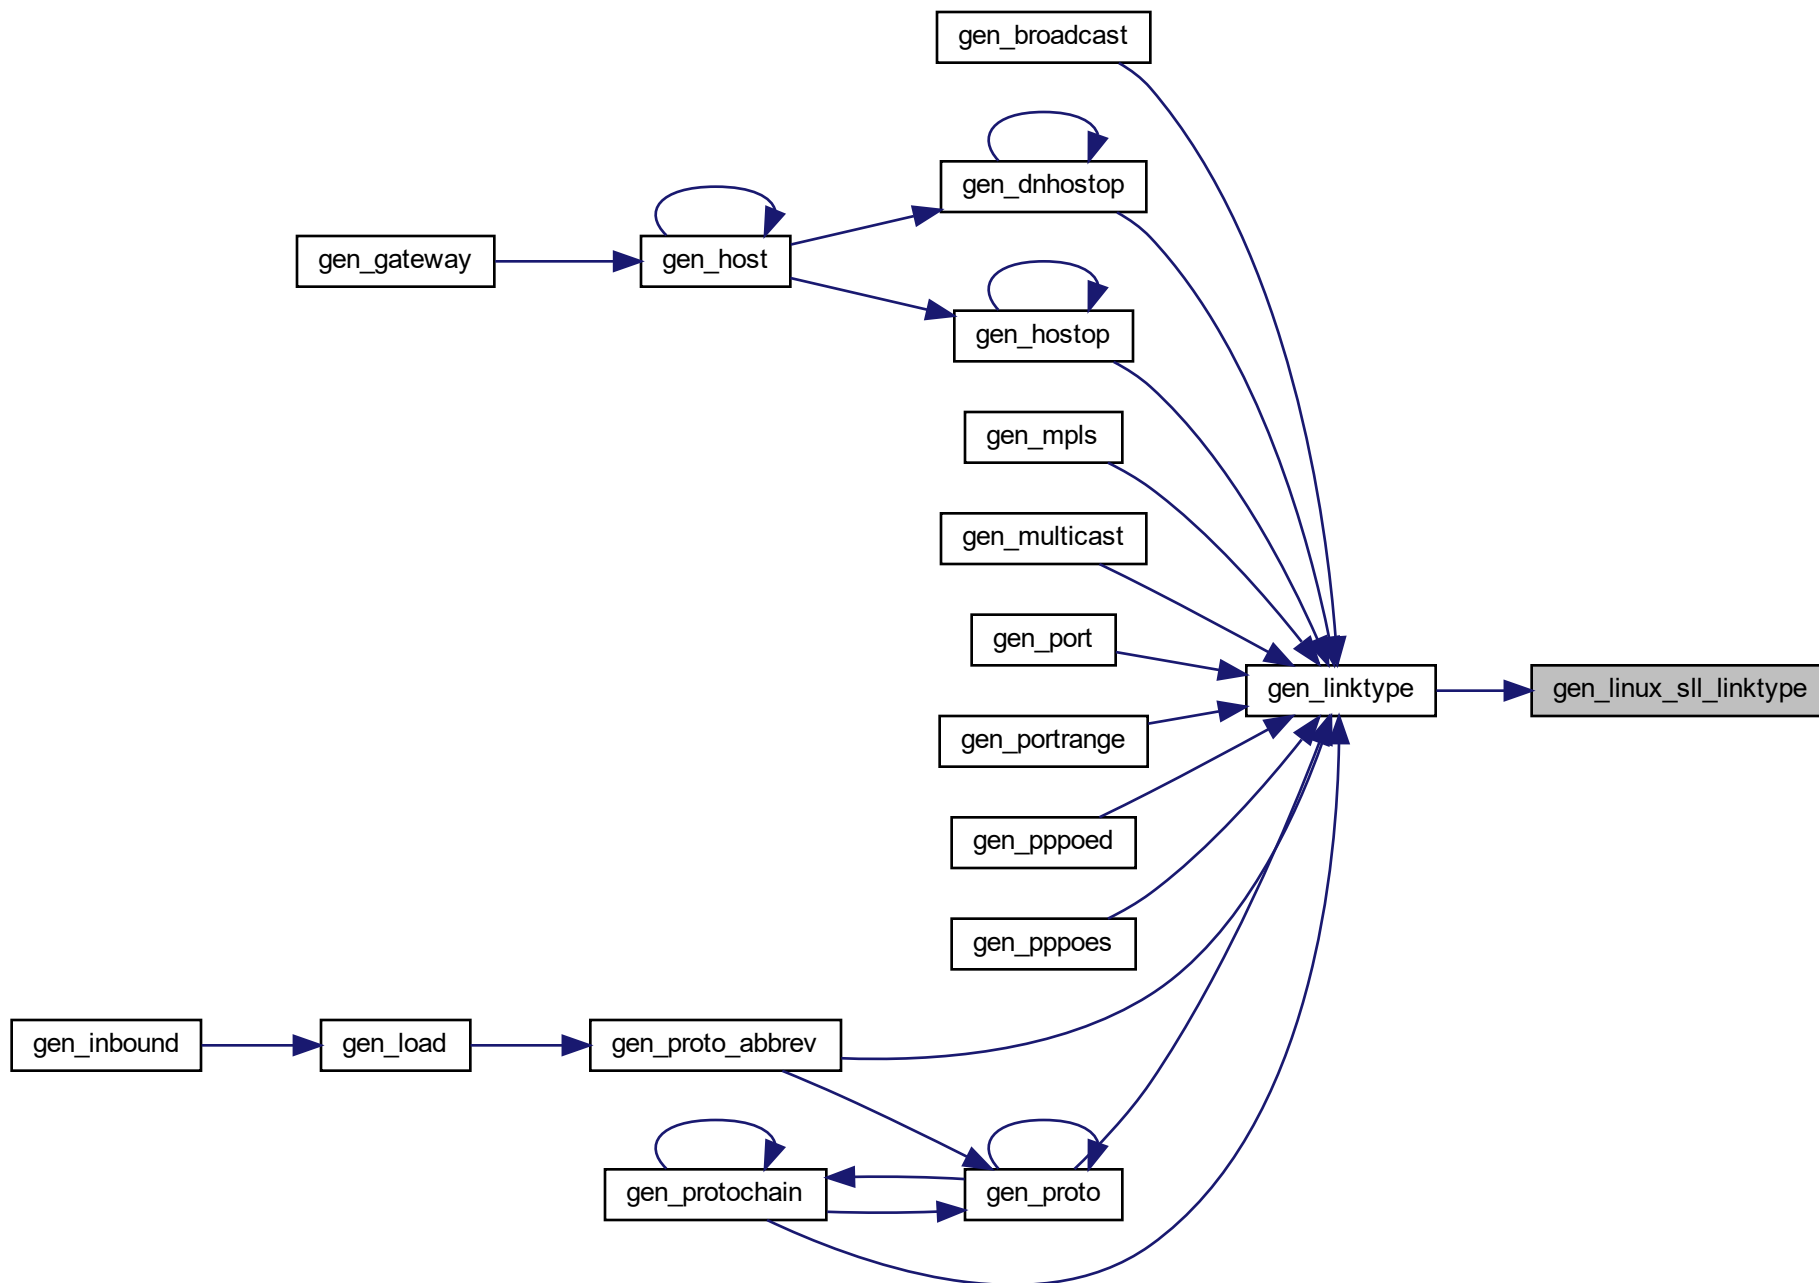 gen_broadcast
gen_dnhostop
gen_gateway
gen_host
gen_hostop
gen_mpls
gen_multicast
gen_port
gen_linktype
gen_linux_sll_linktype
gen_portrange
gen_pppoed
gen_pppoes
gen_inbound
gen_load
gen_proto_abbrev
gen_protochain
gen_proto